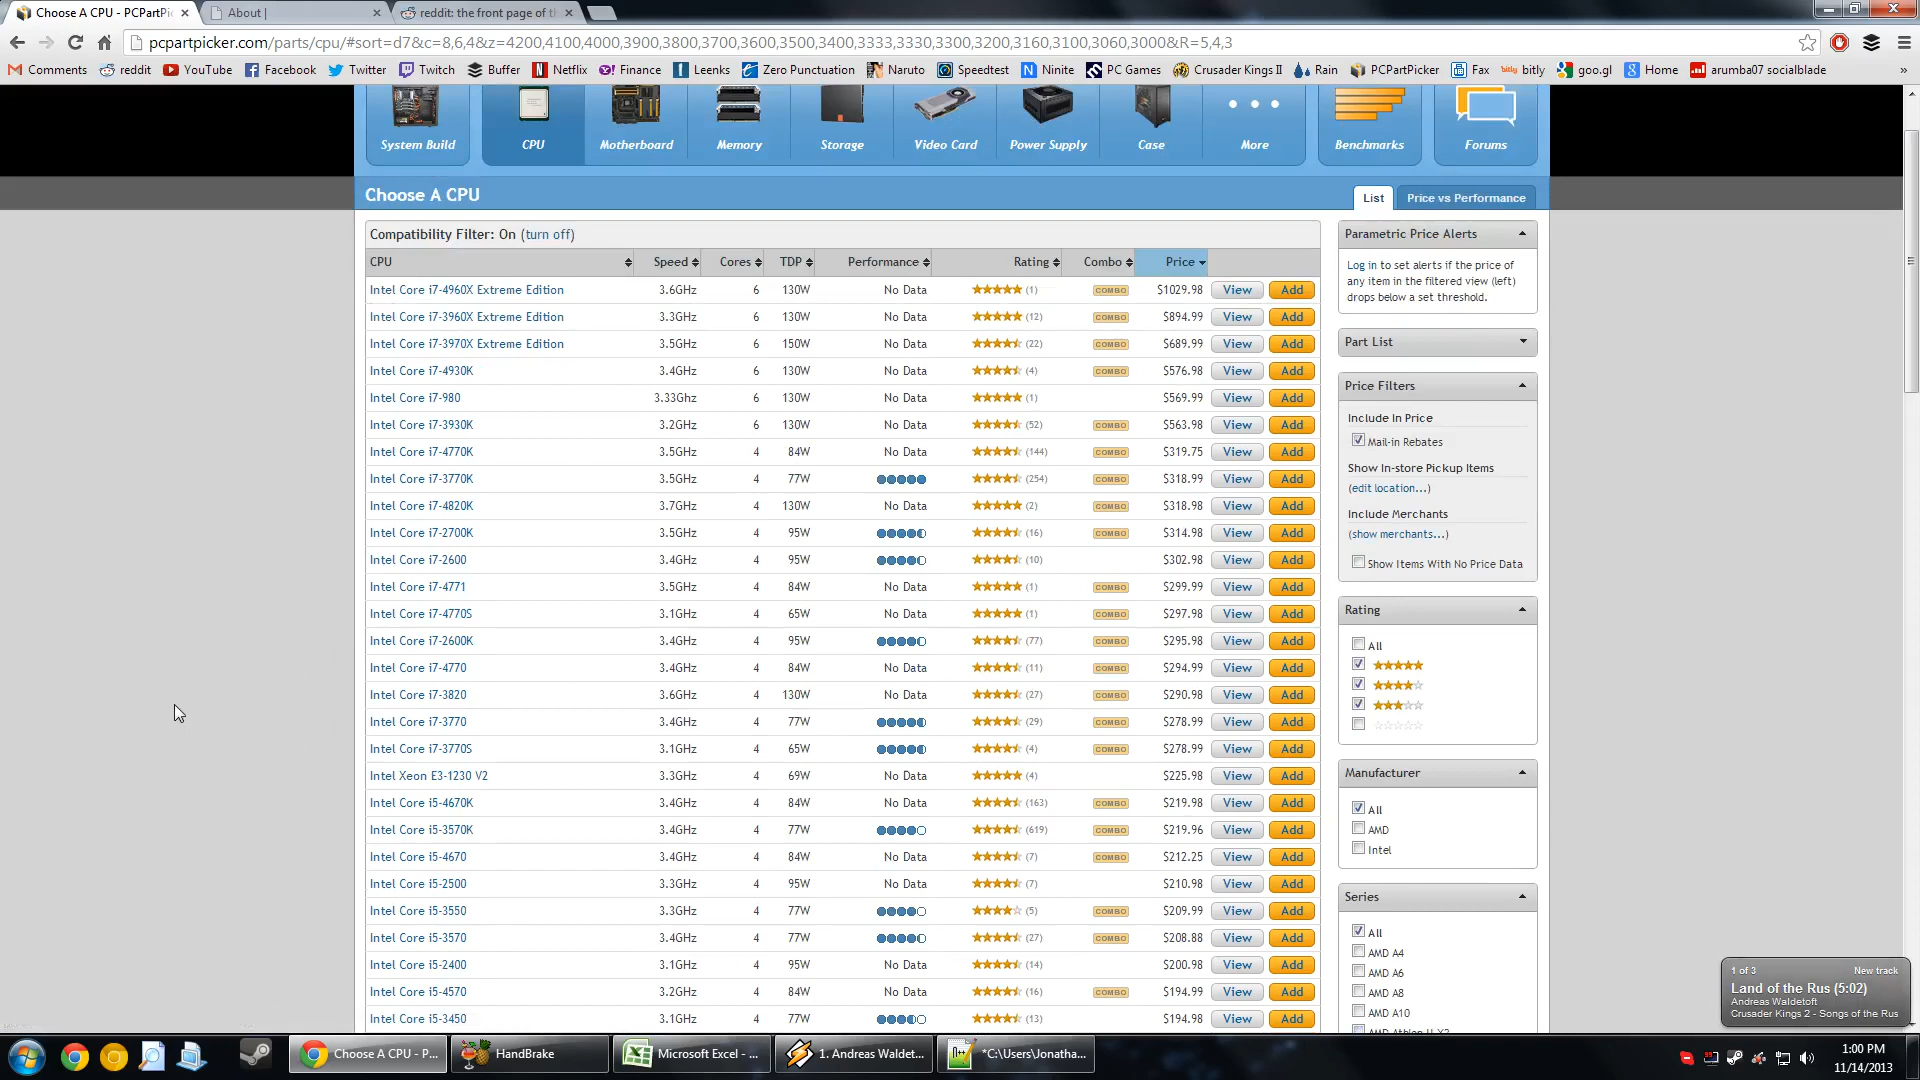 Choose A CPU - PCPartPi
About |
reddit: the front page of th
pcpartpicker.com/parts/cpu/#sort=d7&c=8,6,4&z=4200,4100,4000,3900,3800,3700,3600,3500,3400,3333,3330,3300,3200,3160,3100,3060,3000&R=5,4,3
Comments reddit YouTube Facebook Twitter Twitch Buffer Netflix Finance Leenks Zero Punctuation Naruto Speedtest Ninite PC Games Crusader Kings II Rain PCPartPicker Fax bitly goo.gl Home arumba07 socialblade »
System Build CPU Motherboard Memory Storage Video Card Power Supply Case More Benchmarks Forums
Choose A CPU
List Price vs Performance
Compatibility Filter: On (turn off)
CPU Speed Cores TDP Performance Rating Combo Price
Intel Core i7-4960X Extreme Edition 3.6GHz 6 130W No Data (1) COMBO $1029.98 View Add
Intel Core i7-3960X Extreme Edition 3.3GHz 6 130W No Data (12) COMBO $894.99 View Add
Intel Core i7-3970X Extreme Edition 3.5GHz 6 150W No Data (22) COMBO $689.99 View Add
Intel Core i7-4930K 3.4GHz 6 130W No Data (4) COMBO $576.98 View Add
Intel Core i7-980 3.33Ghz 6 130W No Data (1) $569.99 View Add
Intel Core i7-3930K 3.2GHz 6 130W No Data (52) COMBO $563.98 View Add
Intel Core i7-4770K 3.5GHz 4 84W No Data (144) COMBO $319.75 View Add
Intel Core i7-3770K 3.5GHz 4 77W (254) COMBO $318.99 View Add
Intel Core i7-4820K 3.7GHz 4 130W No Data (2) COMBO $318.98 View Add
Intel Core i7-2700K 3.5GHz 4 95W (16) COMBO $314.98 View Add
Intel Core i7-2600 3.4GHz 4 95W (10) $302.98 View Add
Intel Core i7-4771 3.5GHz 4 84W No Data (1) COMBO $299.99 View Add
Intel Core i7-4770S 3.1GHz 4 65W No Data (1) COMBO $297.98 View Add
Intel Core i7-2600K 3.4GHz 4 95W (77) COMBO $295.98 View Add
Intel Core i7-4770 3.4GHz 4 84W No Data (11) COMBO $294.99 View Add
Intel Core i7-3820 3.6GHz 4 130W No Data (27) COMBO $290.98 View Add
Intel Core i7-3770 3.4GHz 4 77W (29) COMBO $278.99 View Add
Intel Core i7-3770S 3.1GHz 4 65W (4) COMBO $278.99 View Add
Intel Xeon E3-1230 V2 3.3GHz 4 69W No Data (4) $225.98 View Add
Intel Core i5-4670K 3.4GHz 4 84W No Data (163) COMBO $219.98 View Add
Intel Core i5-3570K 3.4GHz 4 77W (619) COMBO $219.96 View Add
Intel Core i5-4670 3.4GHz 4 84W No Data (7) COMBO $212.25 View Add
Intel Core i5-2500 3.3GHz 4 95W No Data (7) $210.98 View Add
Intel Core i5-3550 3.3GHz 4 77W (5) COMBO $209.99 View Add
Intel Core i5-3570 3.4GHz 4 77W (27) COMBO $208.88 View Add
Intel Core i5-2400 3.1GHz 4 95W No Data (14) $200.98 View Add
Intel Core i5-4570 3.2GHz 4 84W No Data (16) COMBO $194.99 View Add
Intel Core i5-3450 3.1GHz 4 77W (13) $194.98 View Add
Parametric Price Alerts
Log in to set alerts if the price of
any item in the filtered view (left)
drops below a set threshold.
Part List
Price Filters
Include In Price
Mail-in Rebates
Show In-store Pickup Items
(edit location...)
Include Merchants
(show merchants...)
Show Items With No Price Data
Rating
All
Manufacturer
All
AMD
Intel
Series
All
AMD A4
AMD A6
AMD A8
AMD A10
AMD Athlon II X2
1 of 3 New track
Land of the Rus (5:02)
Andreas Waldetoft
Crusader Kings 2 - Songs of the Rus
Choose A CPU - P...
HandBrake
Microsoft Excel - ...
1. Andreas Waldet...
*C:\Users\Jonatha...
1:00 PM
11/14/2013